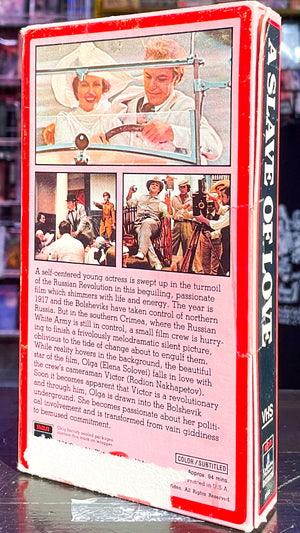 A self-centered young actress is swept up in the turmoil
of the Russian Revolution in this beguiling, passionate
film which shimmers with life and energy. The year is
1917 and the Bolsheviks have taken control of northern
Russia. But in the southern Crimea, where the Russian
White Army is still in control, a small film crew is hurry-
ing to finish a frivolously melodramatic silent picture,
oblivious to the tide of change about to engulf them.
While reality hovers in the background, the beautiful
star of the film, Olga (Elena Solovei) falls in love with
the crew's cameraman Victor (Rodion Nakhapetov).
Soon it becomes apparent that Victor is a revolutionary
and through him, Olga is drawn into the Bolshevik
underground. She becomes passionate about her politi-
cal involvement and is transformed from vain giddiness
to bemused commitment.
Only factory sealed packages
COLOR/SUBTITLED
Approx. 94 mins.
Printed in U.S.A.
All Rights Reserved
A SLAVE OF LOVE
VHS